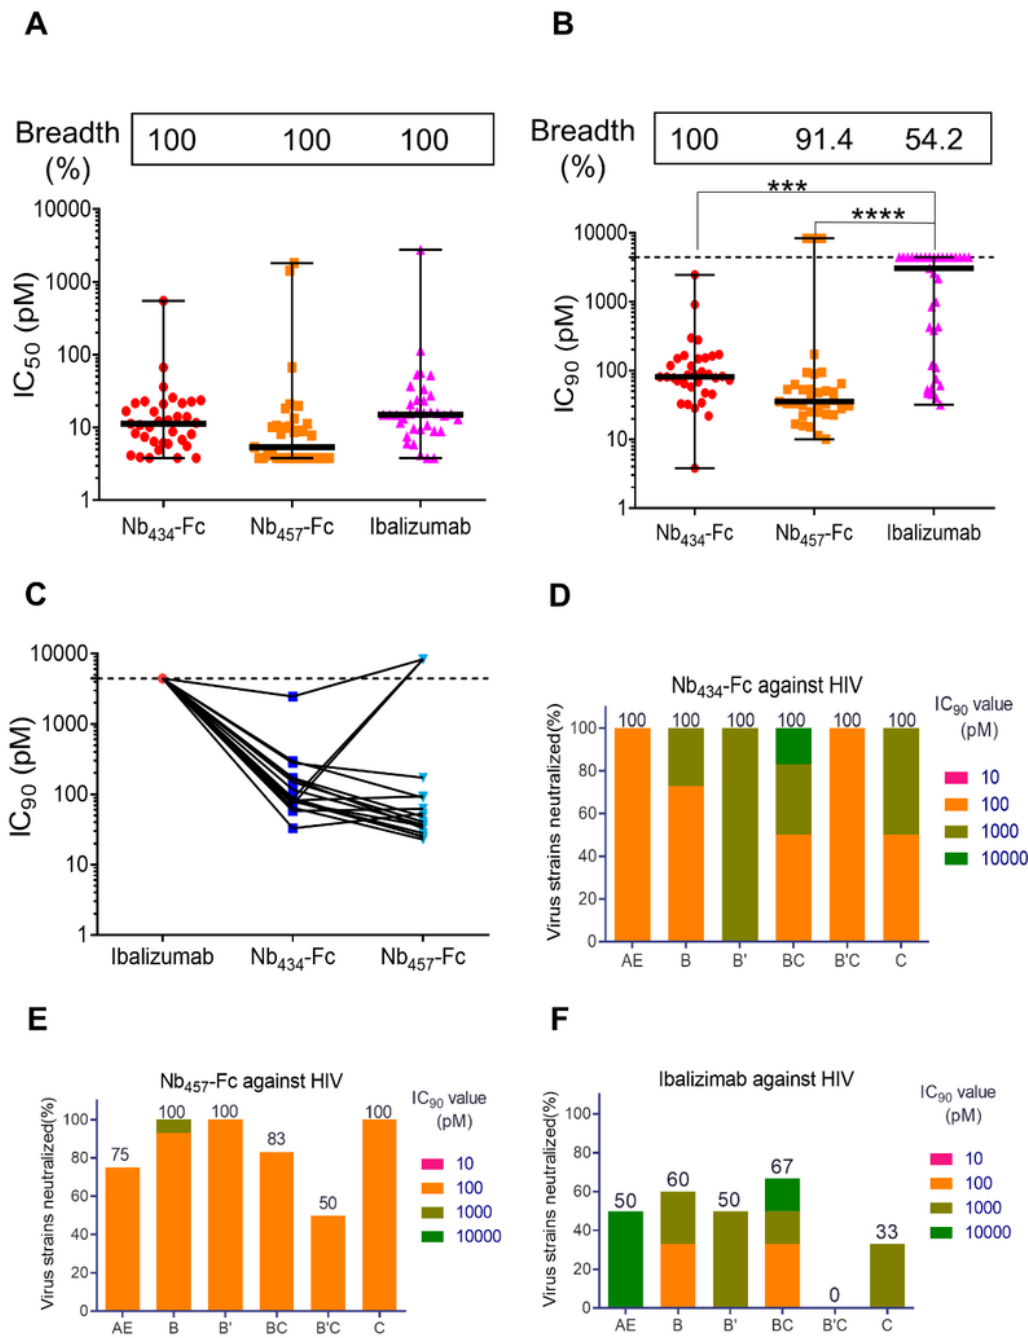 A
Breadth (%) 100 100 100
IC50 (pM)
10000
1000
100
10
1
Nb434-Fc Nb457-Fc Ibalizumab
B
Breadth (%) 100 91.4 54.2
***
****
IC90 (pM)
10000
1000
100
10
1
Nb434-Fc Nb457-Fc Ibalizumab
C
IC90 (pM)
10000
1000
100
10
1
Ibalizumab Nb434-Fc Nb457-Fc
D
Nb434-Fc against HIV
Virus strains neutralized(%)
100
80
60
40
20
0
100 100 100 100 100 100
AE B B' BC B'C C
IC90 value
(pM)
10
100
1000
10000
E
Nb457-Fc against HIV
Virus strains neutralized(%)
100
80
60
40
20
0
75 100 100 83 50 100
AE B B' BC B'C C
IC90 value
(pM)
10
100
1000
10000
F
Ibalizimab against HIV
Virus strains neutralized(%)
100
80
60
40
20
0
50 60 50 67 0 33
AE B B' BC B'C C
IC90 value
(pM)
10
100
1000
10000